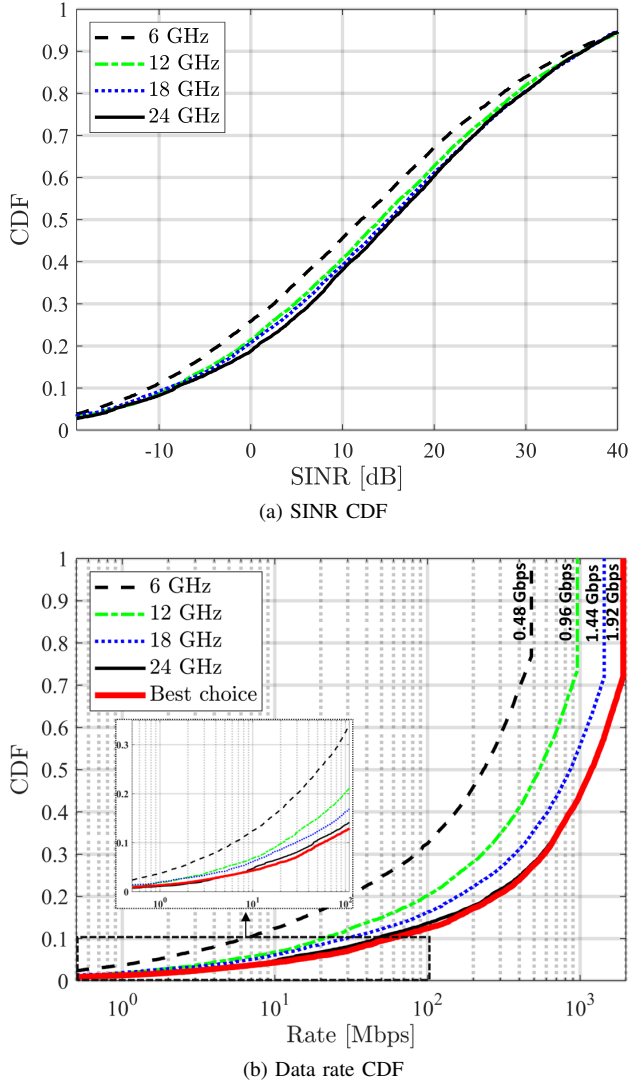 1
0.9
0.8
0.7
0.6
0.5
0.4
0.3
0.2
0.1
0
CDF
6 GHz
12 GHz
18 GHz
24 GHz
-10
0
10
20
30
40
SINR [dB]
(a) SINR CDF
1
0.9
0.8
0.7
0.6
0.5
0.4
0.3
0.2
0.1
0
CDF
6 GHz
12 GHz
18 GHz
24 GHz
Best choice
0.48 Gbps
0.96 Gbps
1.44 Gbps
1.92 Gbps
0.3
0.2
0.1
0
10⁰
10¹
10²
10⁰
10¹
10²
10³
Rate [Mbps]
(b) Data rate CDF